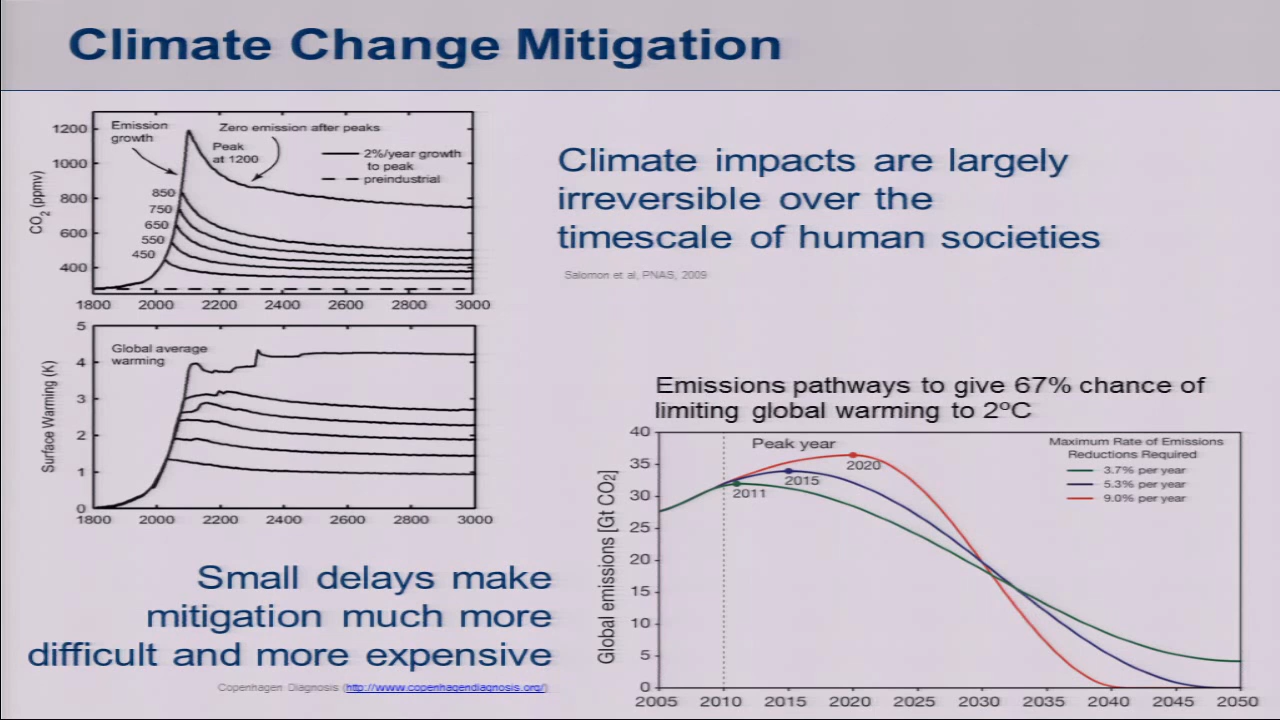 Climate Change Mitigation
Emission
growth
Zero emission after peaks
Peak
at 1200
2%/year growth
to peak
preindustrial
CO2 (ppmv)
1200
1000
800
600
400
850
750
650
550
450
1800 2000 2200 2400 2600 2800 3000
Global average
warming
Surface Warming (K)
5
4
3
2
1
0
1800 2000 2200 2400 2600 2800 3000
Climate impacts are largely
irreversible over the
timescale of human societies
Salomon et al, PNAS, 2009
Small delays make
mitigation much more
difficult and more expensive
Copenhagen Diagnosis (http://www.copenhagendiagnosis.org/)
Emissions pathways to give 67% chance of
limiting global warming to 2ºC
Global emissions [Gt CO2]
40
35
30
25
20
15
10
5
0
Peak year
2020
2015
2011
Maximum Rate of Emissions
Reductions Required
3.7% per year
5.3% per year
9.0% per year
2005 2010 2015 2020 2025 2030 2035 2040 2045 2050